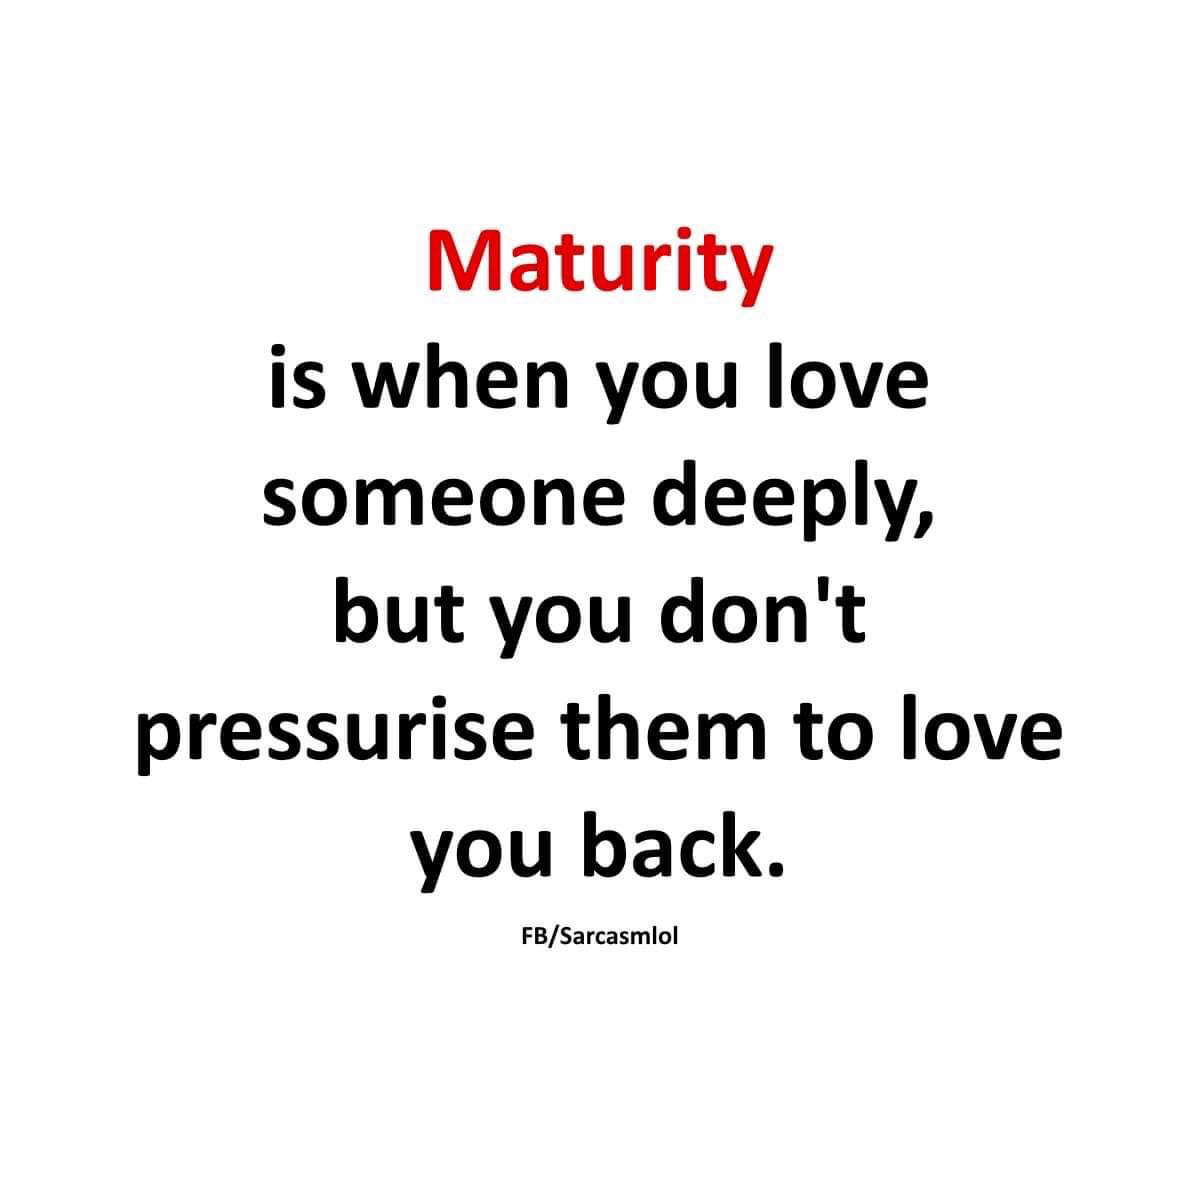 Maturity
is when you love
someone deeply,
but you don't
pressurise them to love
you back.
FB/Sarcasmlol